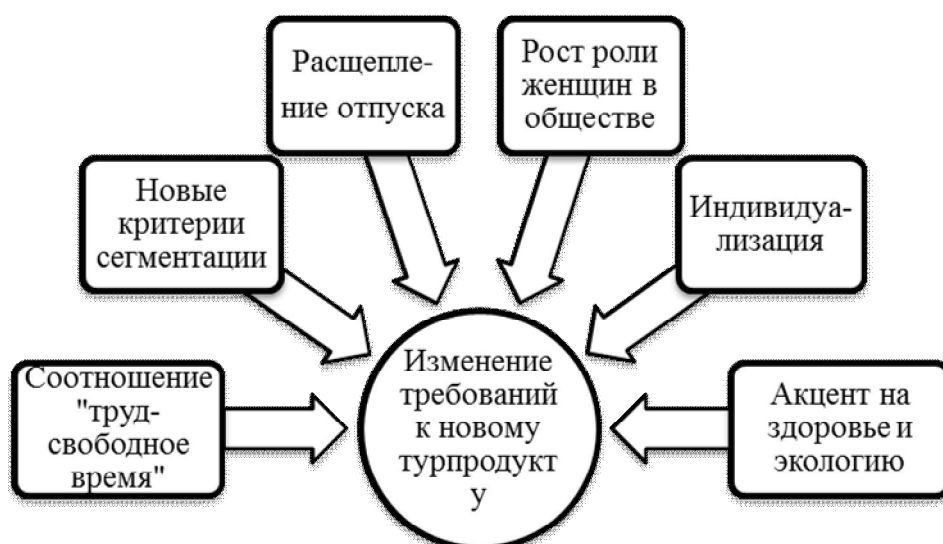 Расщепле-
ние отпуска
Рост роли
женщин в
обществе
Новые
критерии
сегментации
Индивидуа-
лизация
Соотношение
"труд-
свободное
время"
Изменение
требований
к новому
турпродукт
у
Акцент на
здоровье и
экологию